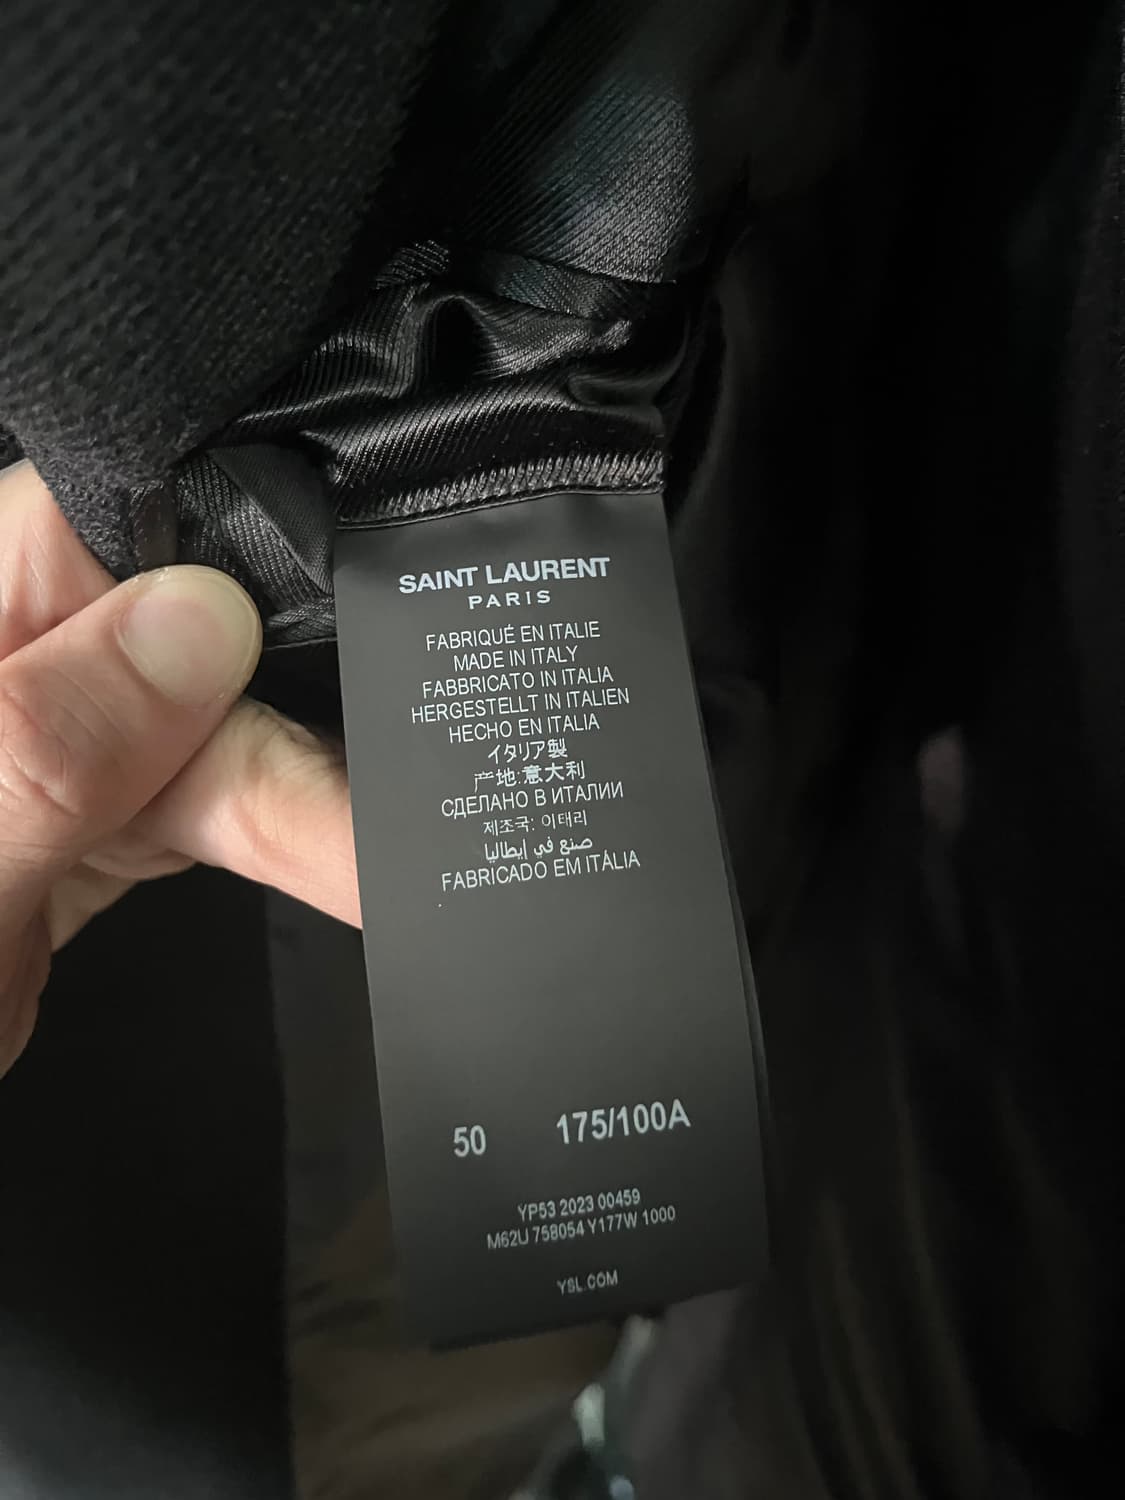 SAINT LAURENT
PARIS
FABRIQUÉ EN ITALIE
MADE IN ITALY
FABBRICATO IN ITALIA
HERGESTELLT IN ITALIEN
HECHO EN ITALIA
イタリア製
产地:意大利
СДЕЛАНО В ИТАЛИИ
제조국: 이태리
صنع في إيطاليا
FABRICADO EM ITÁLIA
50 175/100A
YP53 2023 00459
M62U 758054 Y177W 1000
YSL.COM